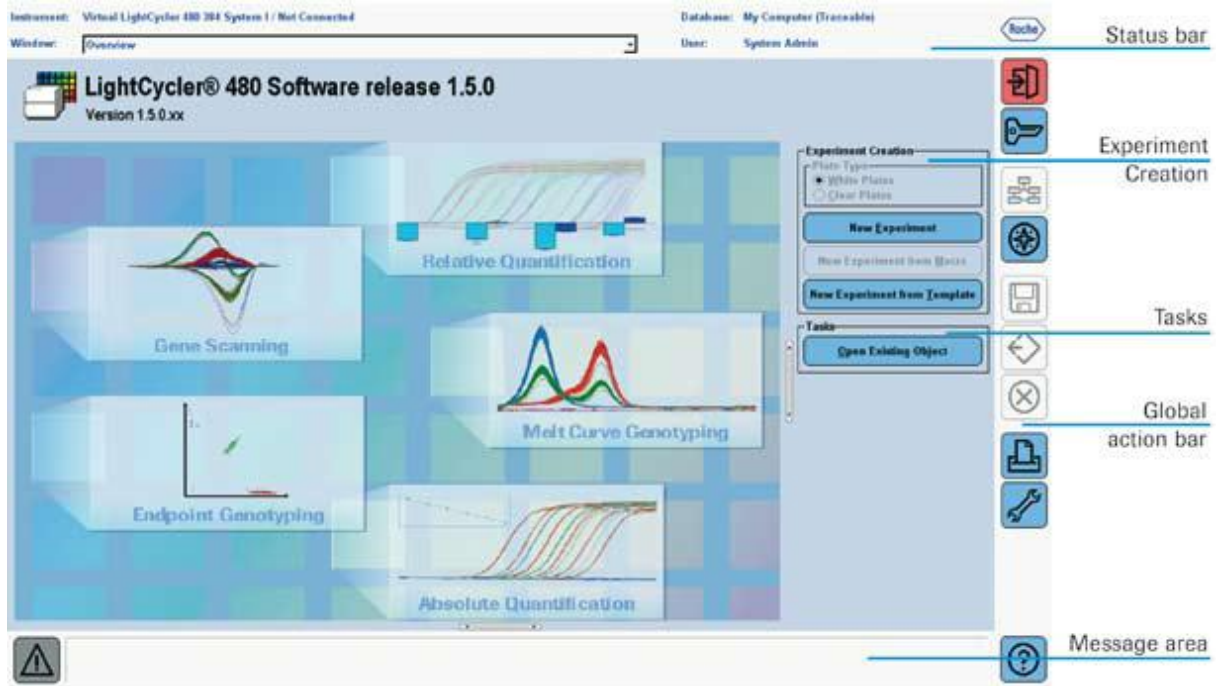 Instrument: Virtual LightCycler 480 384 System I / Not Connected
Database: My Computer (Traceable)
Window: Overview
User: System Admin
Roche
Status bar
LightCycler® 480 Software release 1.5.0
Version 1.5.0.xx
Experiment Creation
Plate Type
White Plates
Clear Plates
Experiment
Creation
New Experiment
Relative Quantification
New Experiment from Macro
New Experiment from Template
Tasks
Tasks
Gene Scanning
Open Existing Object
Global
action bar
Melt Curve Genotyping
Endpoint Genotyping
Absolute Quantification
Message area